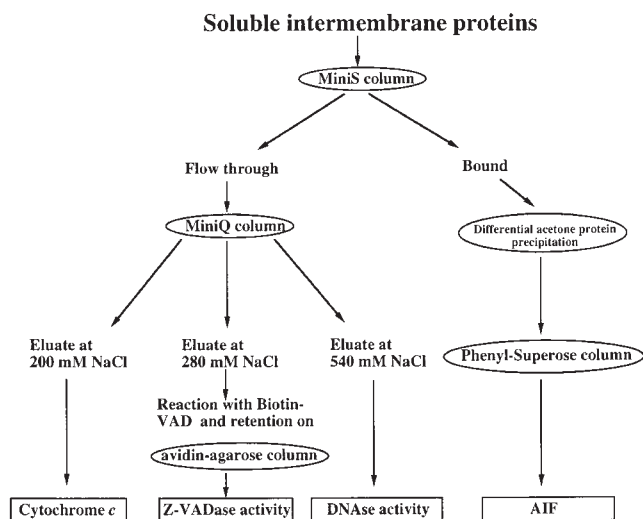 Soluble intermembrane proteins
MiniS column
Flow through
Bound
MiniQ column
Differential acetone protein
precipitation
Eluate at
200 mM NaCl
Eluate at
280 mM NaCl
Eluate at
540 mM NaCl
Phenyl-Superose column
Reaction with Biotin-
VAD and retention on
avidin-agarose column
Cytochrome c
Z-VADase activity
DNAse activity
AIF